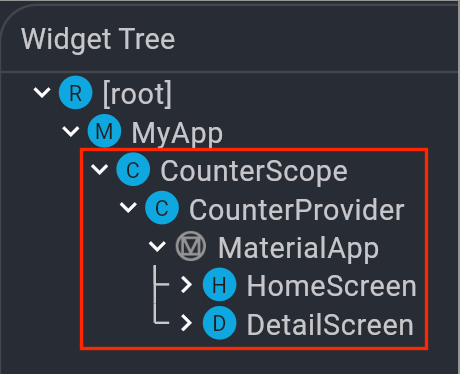 Widget Tree
R [root]
M MyApp
C CounterScope
C CounterProvider
M MaterialApp
H HomeScreen
D DetailScreen